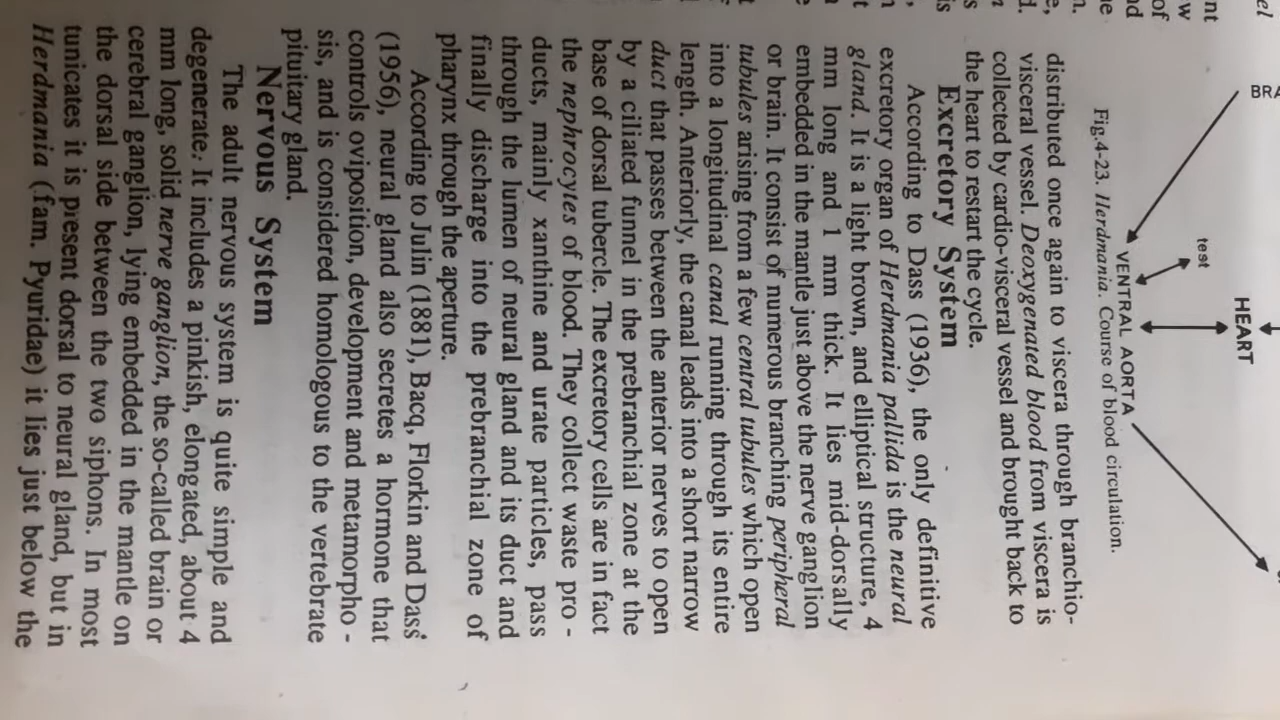 BRA
test
HEART
VENTRAL AORTA
Fig.4-23. Herdmania. Course of blood circulation.
distributed once again to viscera through branchio-
visceral vessel. Deoxygenated blood from viscera is
collected by cardio-visceral vessel and brought back to
the heart to restart the cycle.
Excretory System
According to Dass (1936), the only definitive
excretory organ of Herdmania pallida is the neural
gland. It is a light brown, and elliptical structure, 4
mm long and 1 mm thick. It lies mid-dorsally
embedded in the mantle just above the nerve ganglion
or brain. It consist of numerous branching peripheral
tubules arising from a few central tubules which open
into a longitudinal canal running through its entire
length. Anteriorly, the canal leads into a short narrow
duct that passes between the anterior nerves to open
by a ciliated funnel in the prebranchial zone at the
base of dorsal tubercle. The excretory cells are in fact
the nephrocytes of blood. They collect waste pro -
ducts, mainly xanthine and urate particles, pass
through the lumen of neural gland and its duct and
finally discharge into the prebranchial zone of
pharynx through the aperture.
According to Julin (1881), Bacq, Florkin and Dass
(1956), neural gland also secretes a hormone that
controls oviposition, development and metamorpho -
sis, and is considered homologous to the vertebrate
pituitary gland.
Nervous System
The adult nervous system is quite simple and
degenerate. It includes a pinkish, elongated, about 4
mm long, solid nerve ganglion, the so-called brain or
cerebral ganglion, lying embedded in the mantle on
the dorsal side between the two siphons. In most
tunicates it is present dorsal to neural gland, but in
Herdmania (fam. Pyuridae) it lies just below the